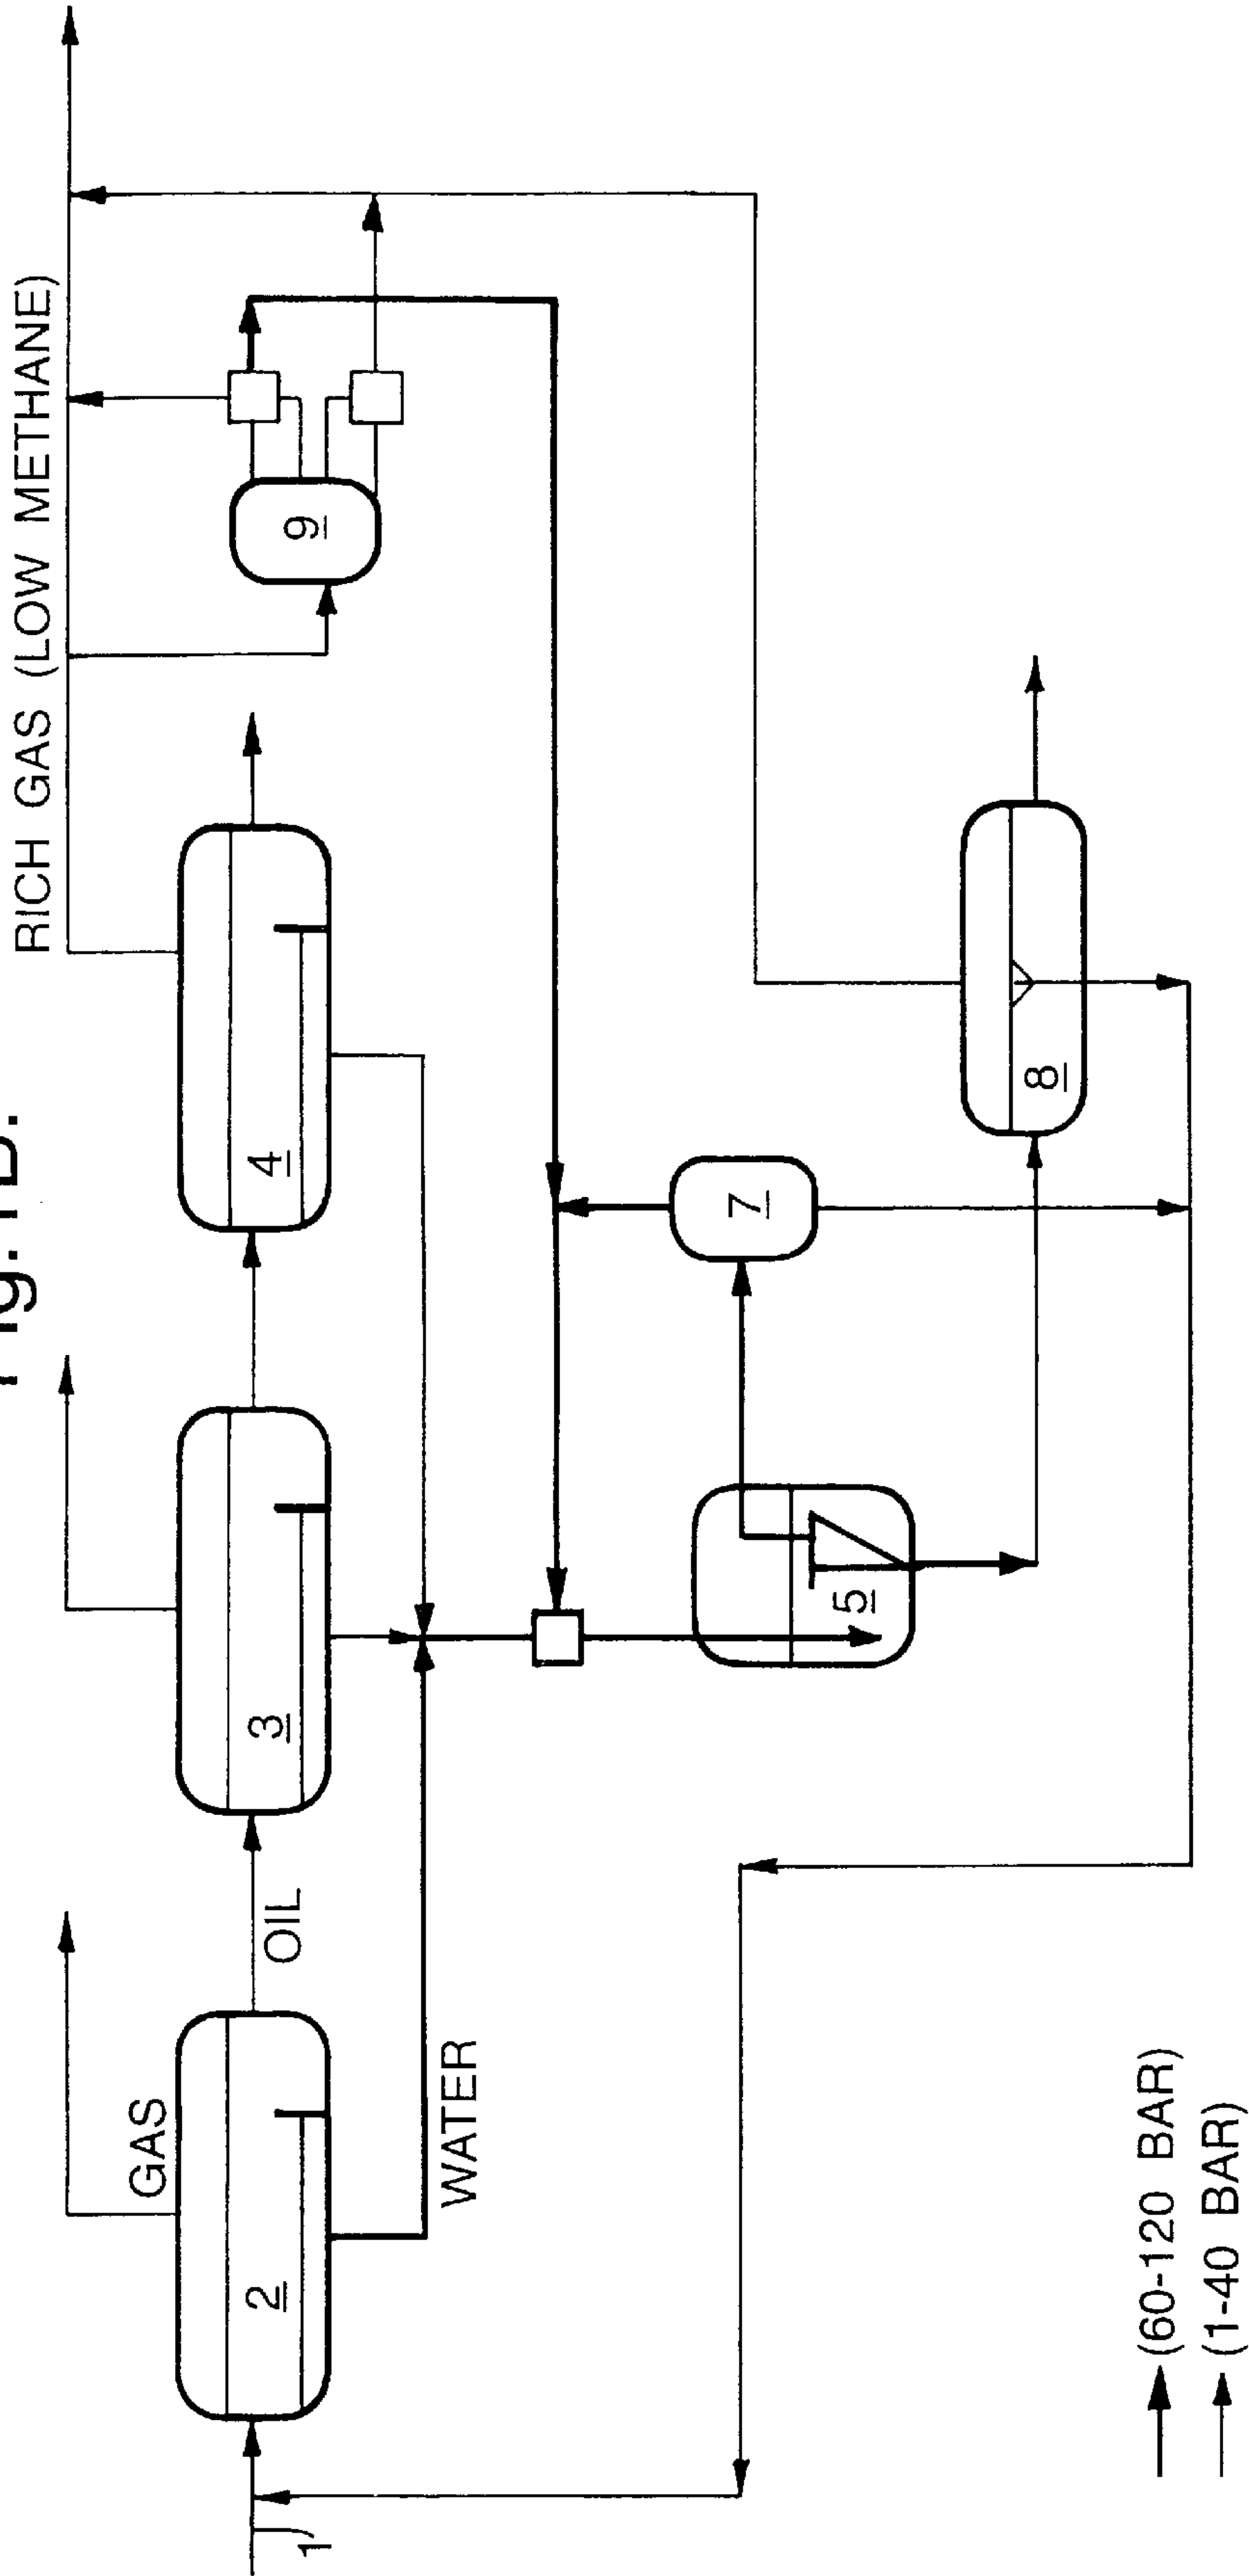 RICH GAS (LOW METHANE)
GAS
2
3
4
9
OIL
1
WATER
7
5
8
(60-120 BAR)
(1-40 BAR)